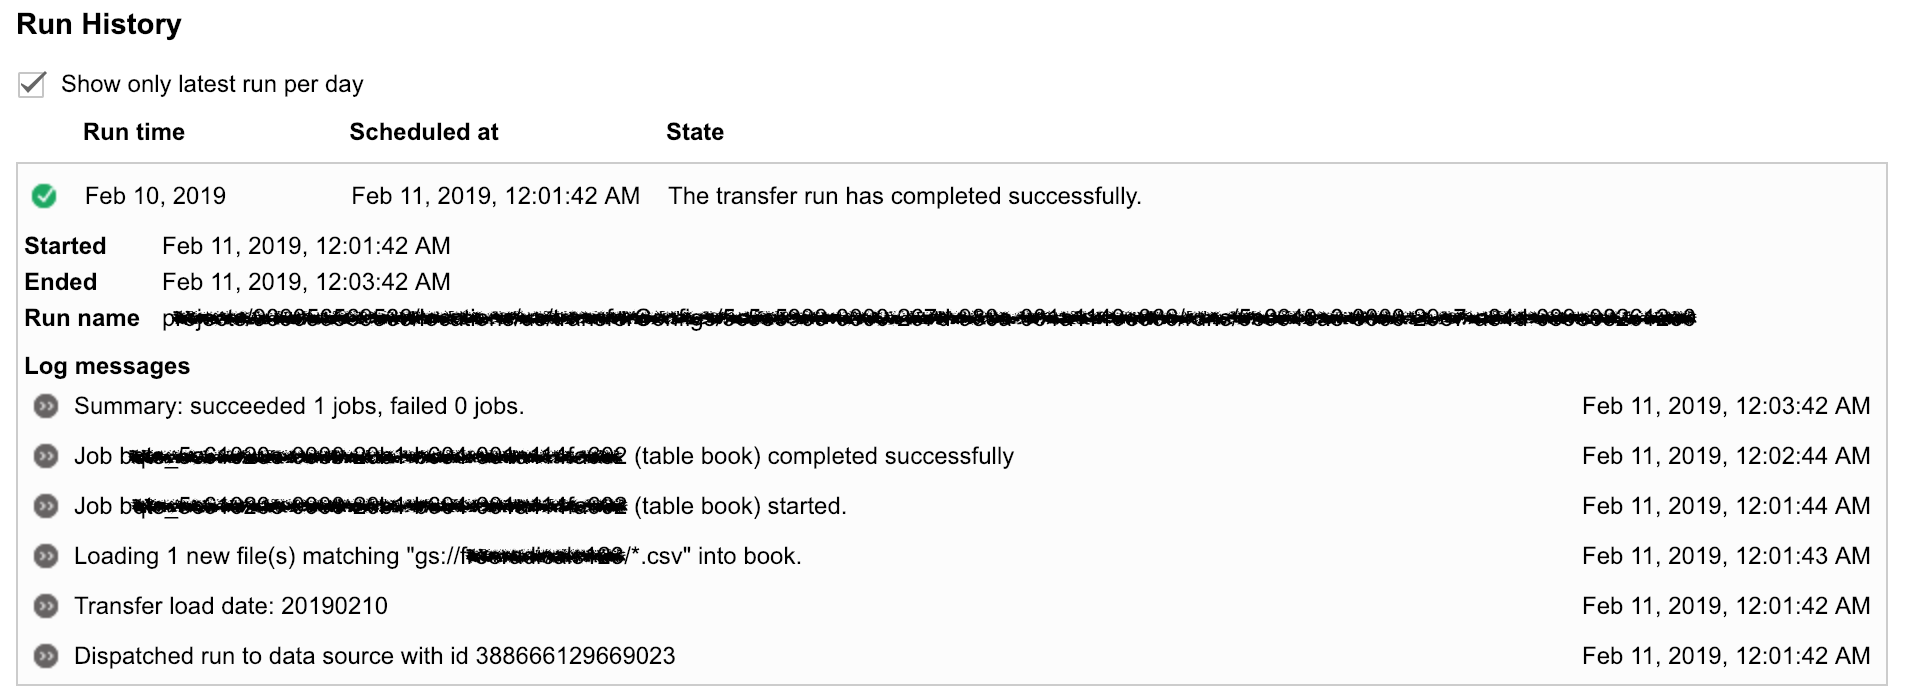 Run History
Show only latest run per day
Run time Scheduled at State
Feb 10, 2019 Feb 11, 2019, 12:01:42 AM The transfer run has completed successfully.
Started Feb 11, 2019, 12:01:42 AM
Ended Feb 11, 2019, 12:03:42 AM
Run name
Log messages
Summary: succeeded 1 jobs, failed 0 jobs. Feb 11, 2019, 12:03:42 AM
Job (table book) completed successfully Feb 11, 2019, 12:02:44 AM
Job (table book) started. Feb 11, 2019, 12:01:44 AM
Loading 1 new file(s) matching "gs:// /*.csv" into book. Feb 11, 2019, 12:01:43 AM
Transfer load date: 20190210 Feb 11, 2019, 12:01:42 AM
Dispatched run to data source with id 388666129669023 Feb 11, 2019, 12:01:42 AM